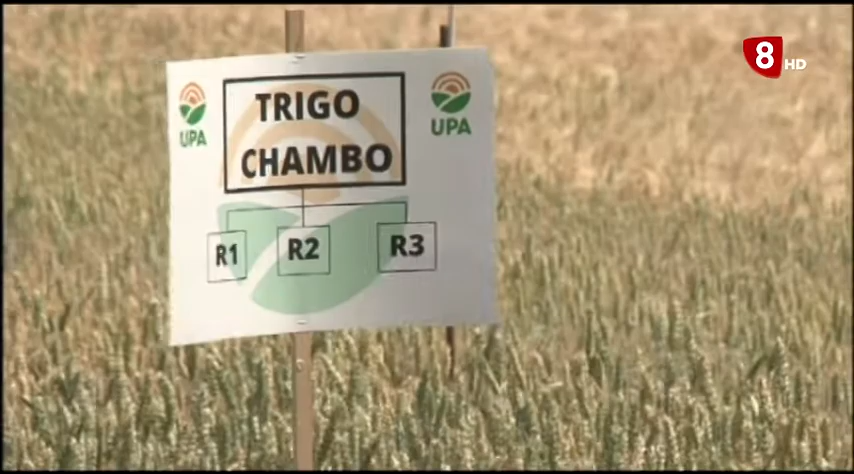 8 HD
UPA
TRIGO
CHAMBO
UPA
R1
R2
R3